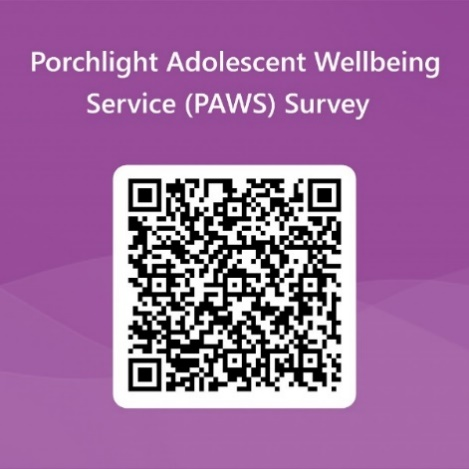 Porchlight Adolescent Wellbeing
Service (PAWS) Survey